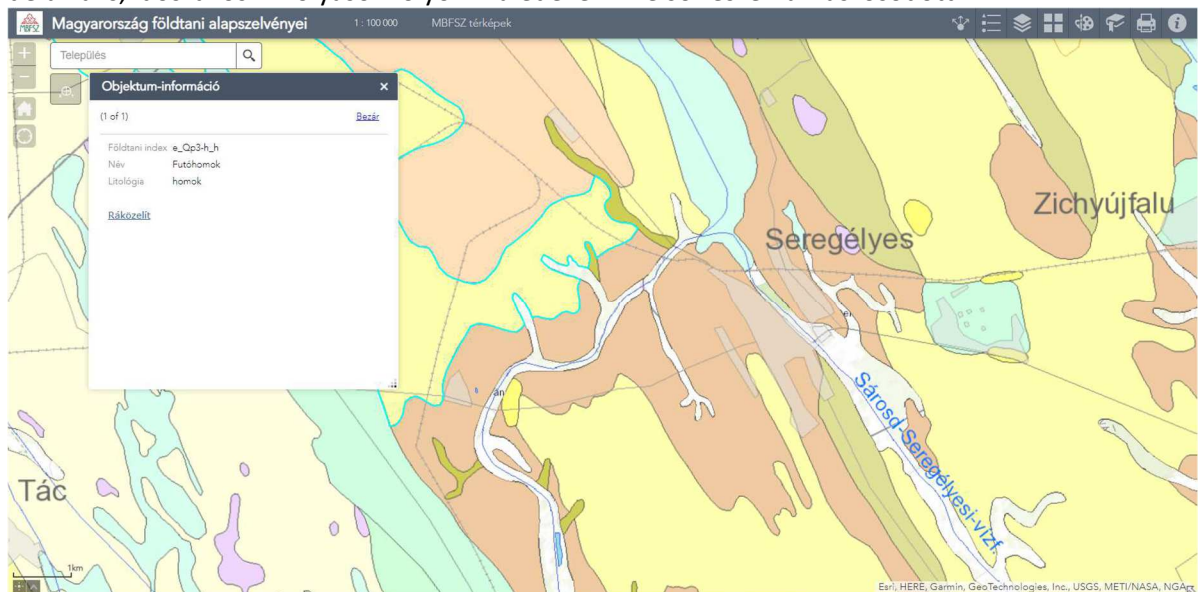 MBFSZ Magyarország földtani alapszelvényei 1 : 100 000 MBFSZ térképek
Település
Objektum-információ
(1 of 1) Bezár
Földtani index e_Qp3-h_h
Név Futóhomok
Litológia homok
Ráközelít
Zichyújfalu
Seregélyes
Sárosd-Seregélyesi-vízf.
Tác
1km
Esri, HERE, Garmin, GeoTechnologies, Inc., USGS, METI/NASA, NGA